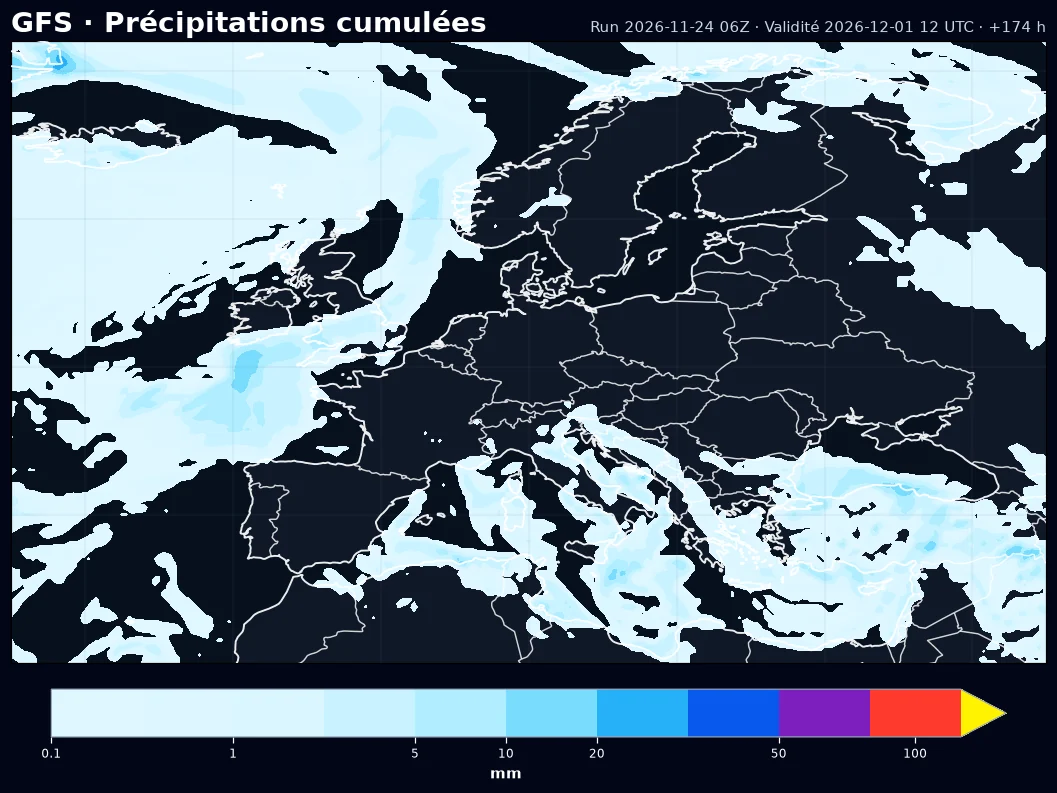 GFS · Précipitations cumulées
Run 2026-11-24 06Z · Validité 2026-12-01 12 UTC · +174 h
0.1 1 5 10 20 50 100
mm